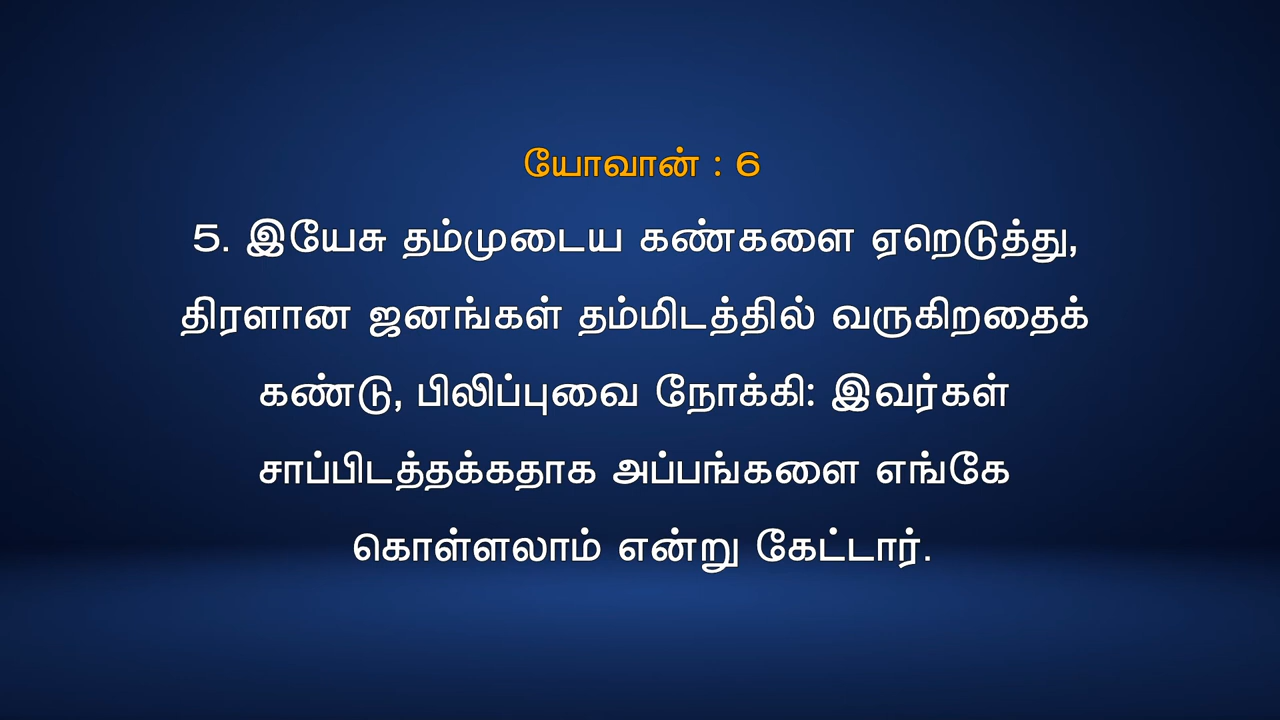 யோவான் : 6
5. இயேசு தம்முடைய கண்களை ஏறெடுத்து,
திரளான ஜனங்கள் தம்மிடத்தில் வருகிறதைக்
கண்டு, பிலிப்புவை நோக்கி: இவர்கள்
சாப்பிடத்தக்கதாக அப்பங்களை எங்கே
கொள்ளலாம் என்று கேட்டார்.